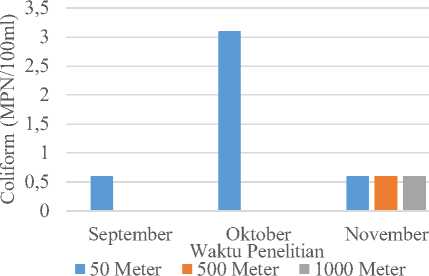 Coliform (MPN/100ml)
3,5
3
2,5
2
1,5
1
0,5
0
September Oktober November
Waktu Penelitian
50 Meter 500 Meter 1000 Meter